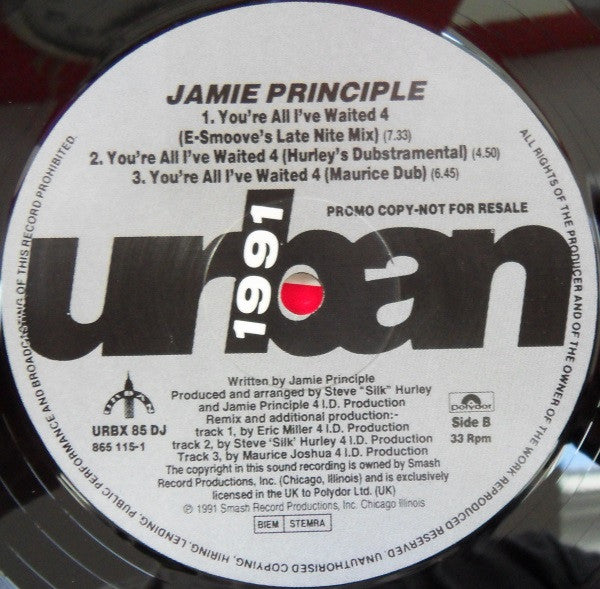 JAMIE PRINCIPLE
1. You're All I've Waited 4
(E-Smoove's Late Nite Mix) (7.33)
2. You're All I've Waited 4 (Hurley's Dubstramental) (4.50)
3. You're All I've Waited 4 (Maurice Dub) (6.45)
PROMO COPY-NOT FOR RESALE
urban
1991
URBX 85 DJ
865 115-1
Written by Jamie Principle
Produced and arranged by Steve "Silk" Hurley
and Jamie Principle 4 I.D. Production
Remix and additional production:-
track 1, by Eric Miller 4 I.D. Production
track 2, by Steve 'Silk' Hurley 4 I.D. Production
Track 3, by Maurice Joshua 4 I.D. Production
The copyright in this sound recording is owned by Smash
Record Productions, Inc. (Chicago, Illinois) and is exclusively
licensed in the UK to Polydor Ltd. (UK)
℗ 1991 Smash Record Productions, Inc. Chicago Illinois
polydor
Side B
33 Rpm
BIEM STEMRA
ALL RIGHTS OF THE PRODUCER AND OF THE OWNER OF THE WORK REPRODUCED RESERVED. UNAUTHORISED COPYING, HIRING, LENDING, PUBLIC PERFORMANCE AND BROADCASTING OF THIS RECORD PROHIBITED.